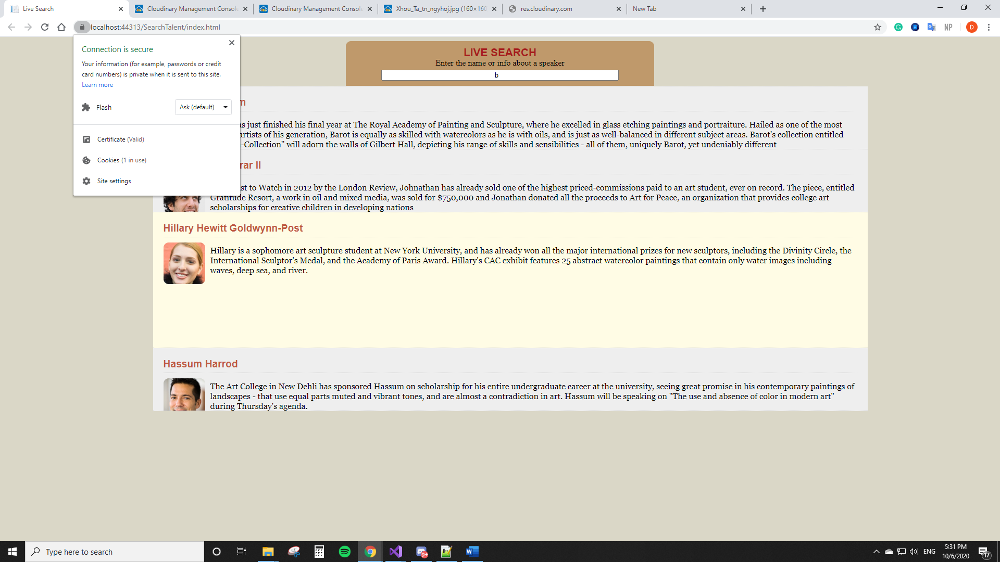 Live Search
Cloudinary Management Console
Cloudinary Management Console
Xhou_Ta_tn_ngyhoj.jpg (160×160
res.cloudinary.com
New Tab
localhost:44313/SearchTalent/index.html
NP
D
Connection is secure
Your information (for example, passwords or credit
card numbers) is private when it is sent to this site.
Learn more
Flash
Ask (default)
Certificate (Valid)
Cookies (1 in use)
Site settings
LIVE SEARCH
Enter the name or info about a speaker
b
m
s just finished his final year at The Royal Academy of Painting and Sculpture, where he excelled in glass etching paintings and portraiture. Hailed as one of the most
artists of his generation, Barot is equally as skilled with watercolors as he is with oils, and is just as well-balanced in different subject areas. Barot's collection entitled
-Collection" will adorn the walls of Gilbert Hall, depicting his range of skills and sensibilities - all of them, uniquely Barot, yet undeniably different
rar II
st to Watch in 2012 by the London Review, Johnathan has already sold one of the highest priced-commissions paid to an art student, ever on record. The piece, entitled
Gratitude Resort, a work in oil and mixed media, was sold for $750,000 and Jonathan donated all the proceeds to Art for Peace, an organization that provides college art
scholarships for creative children in developing nations
Hillary Hewitt Goldwynn-Post
Hillary is a sophomore art sculpture student at New York University, and has already won all the major international prizes for new sculptors, including the Divinity Circle, the
International Sculptor's Medal, and the Academy of Paris Award. Hillary's CAC exhibit features 25 abstract watercolor paintings that contain only water images including
waves, deep sea, and river.
Hassum Harrod
The Art College in New Dehli has sponsored Hassum on scholarship for his entire undergraduate career at the university, seeing great promise in his contemporary paintings of
landscapes - that use equal parts muted and vibrant tones, and are almost a contradiction in art. Hassum will be speaking on "The use and absence of color in modern art"
during Thursday's agenda.
Type here to search
9+
ENG
5:31 PM
10/6/2020
17